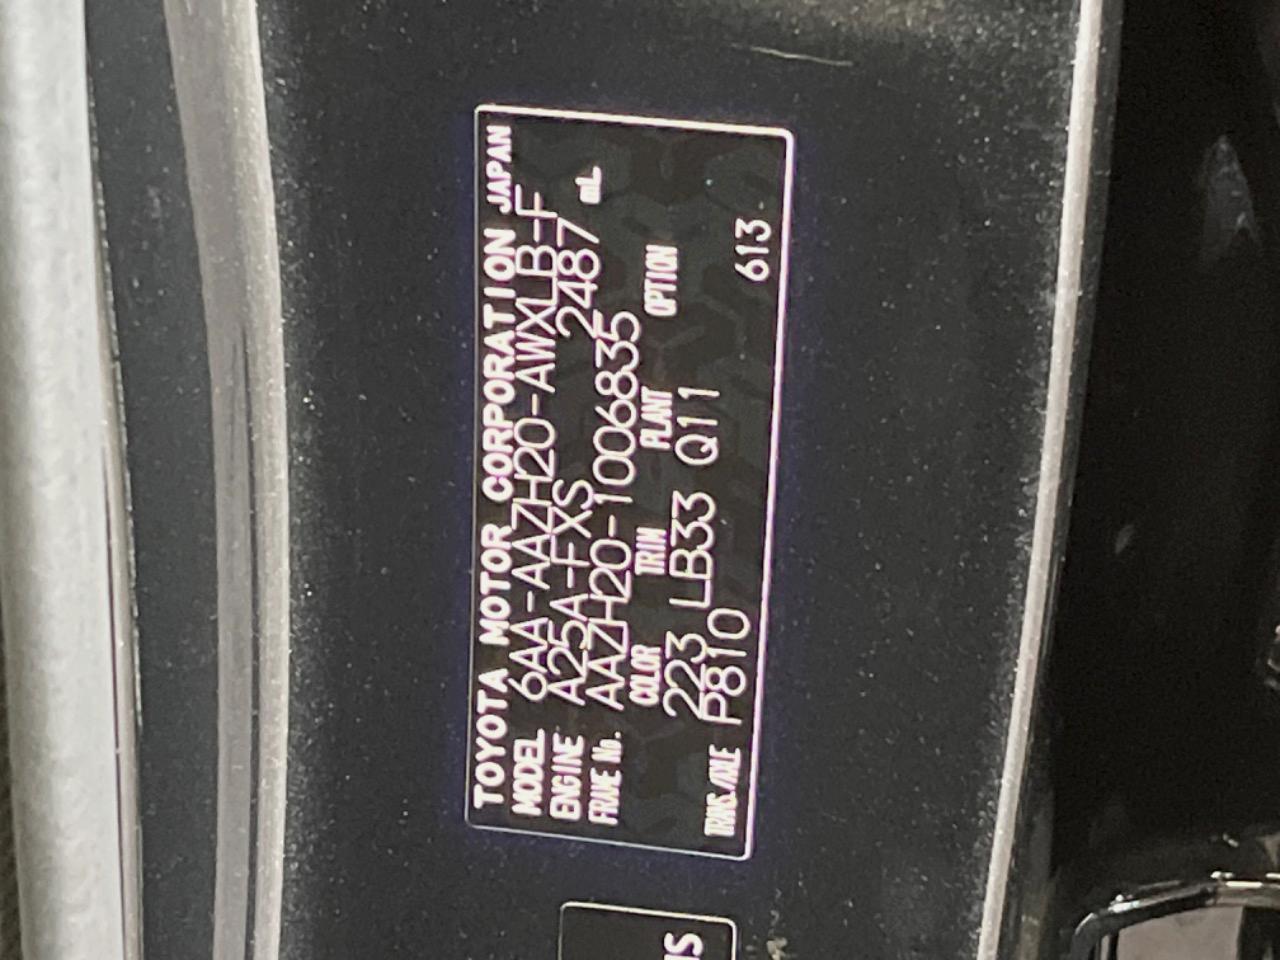 TOYOTA MOTOR CORPORATION JAPAN
MODEL 6AA-AAZH20-AWXLB-F
ENGINE A25A-FXS 2487 mL
FRAME No. AAZH20-1006835
COLOR TRIM PLANT OPTION
223 LB33 Q11
TRANS./AXLE P810 613